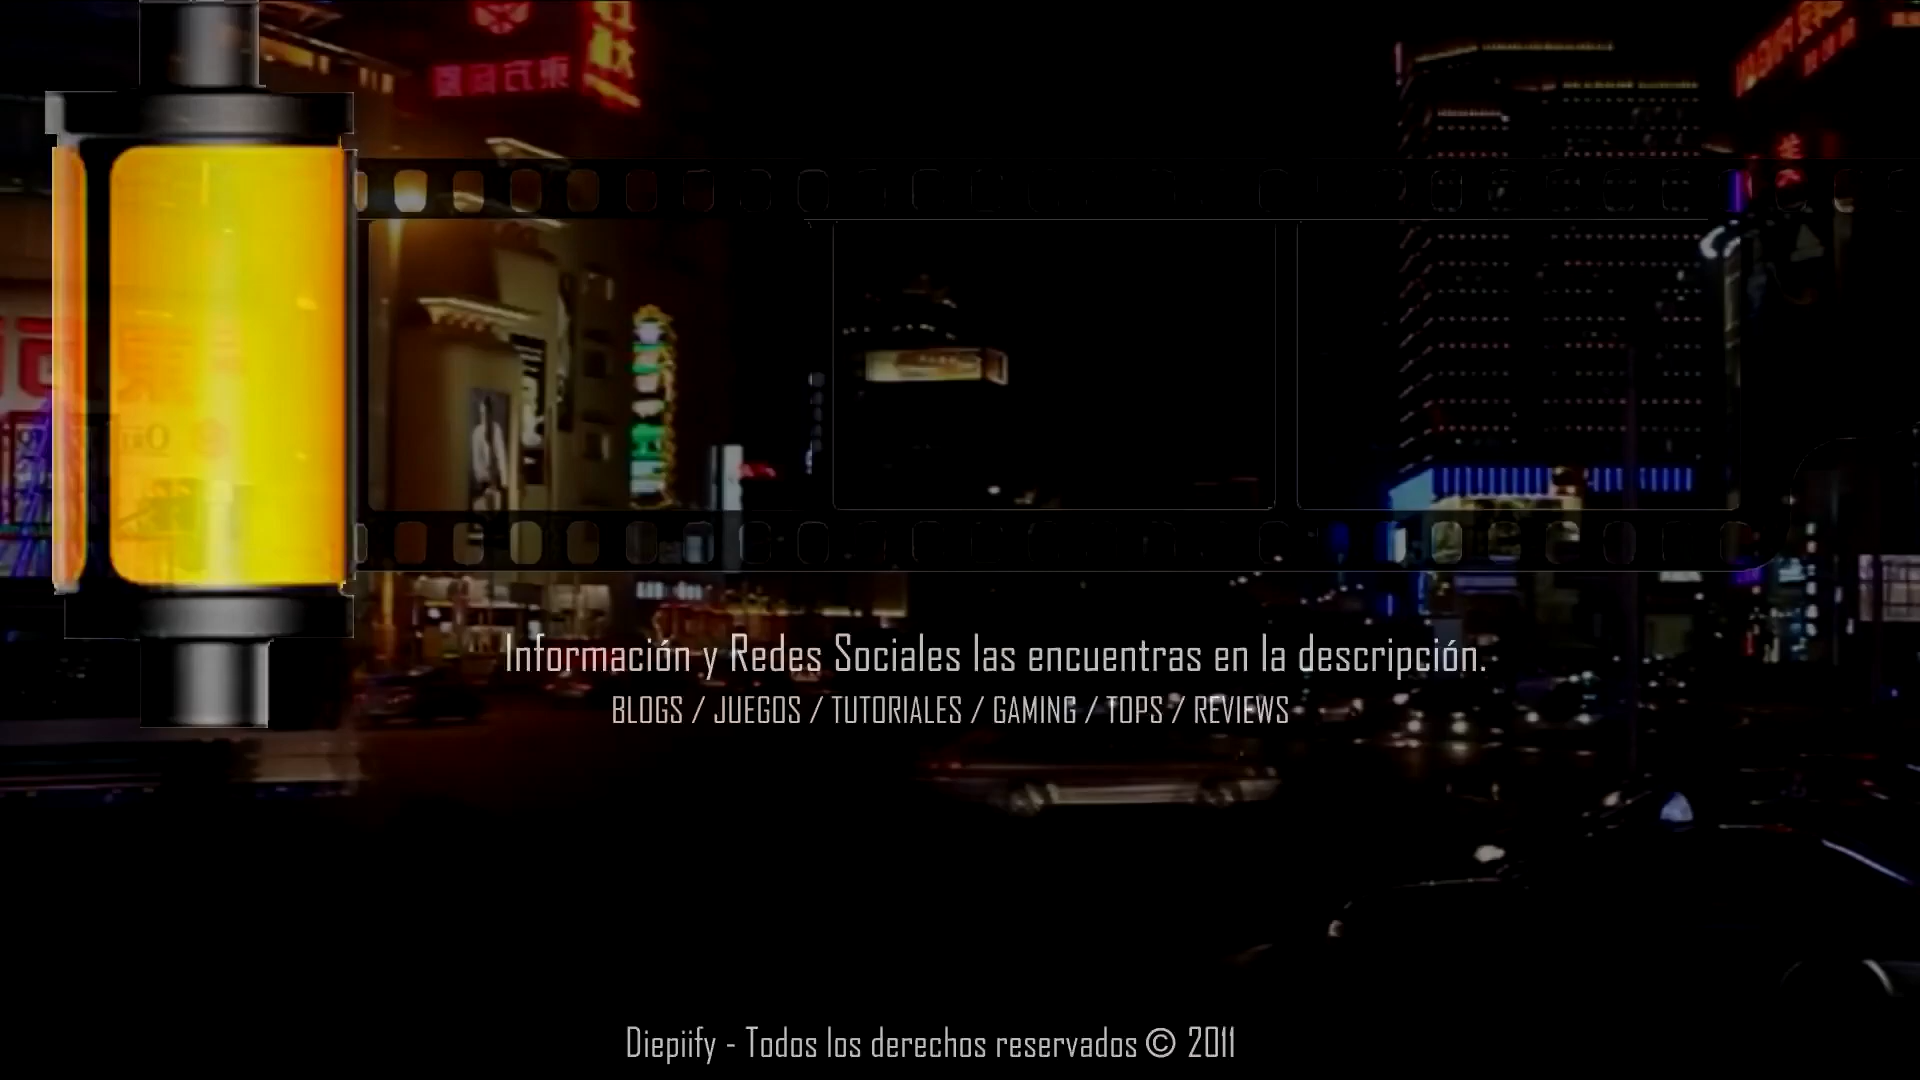 Información y Redes Sociales las encuentras en la descripción.
BLOGS / JUEGOS / TUTORIALES / GAMING / TOPS / REVIEWS
Diepiify - Todos los derechos reservados © 2011